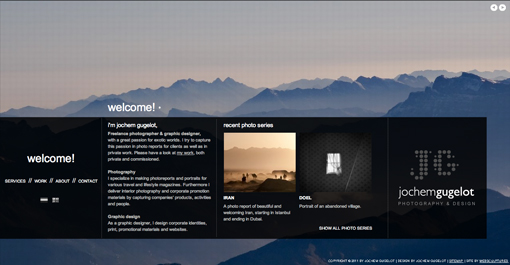 welcome!
welcome!
SERVICES // WORK // ABOUT // CONTACT
i'm jochem gugelot,
Freelance photographer & graphic designer,
with a great passion for exotic worlds. I try to capture
this passion in photo reports for clients as well as in
private work. Please have a look at my work, both
private and commissioned.
Photography
I specialize in making photoreports and portraits for
various travel and lifestyle magazines. Furthermore I
deliver interior photography and corporate promotion
materials by capturing companies' products, activities
and people.
Graphic design
As a graphic designer, I design corporate identities,
print, promotional materials and websites.
recent photo series
IRAN
A photo report of beautiful and
welcoming Iran, starting in Istanbul
and ending in Dubai.
DOEL
Portrait of an abandoned village.
SHOW ALL PHOTO SERIES
jochemgugelot
PHOTOGRAPHY & DESIGN
COPYRIGHT © 2011 BY JOCHEM GUGELOT | DESIGN BY JOCHEM GUGELOT | SITEMAP | SITE BY WEBSCULPTURES